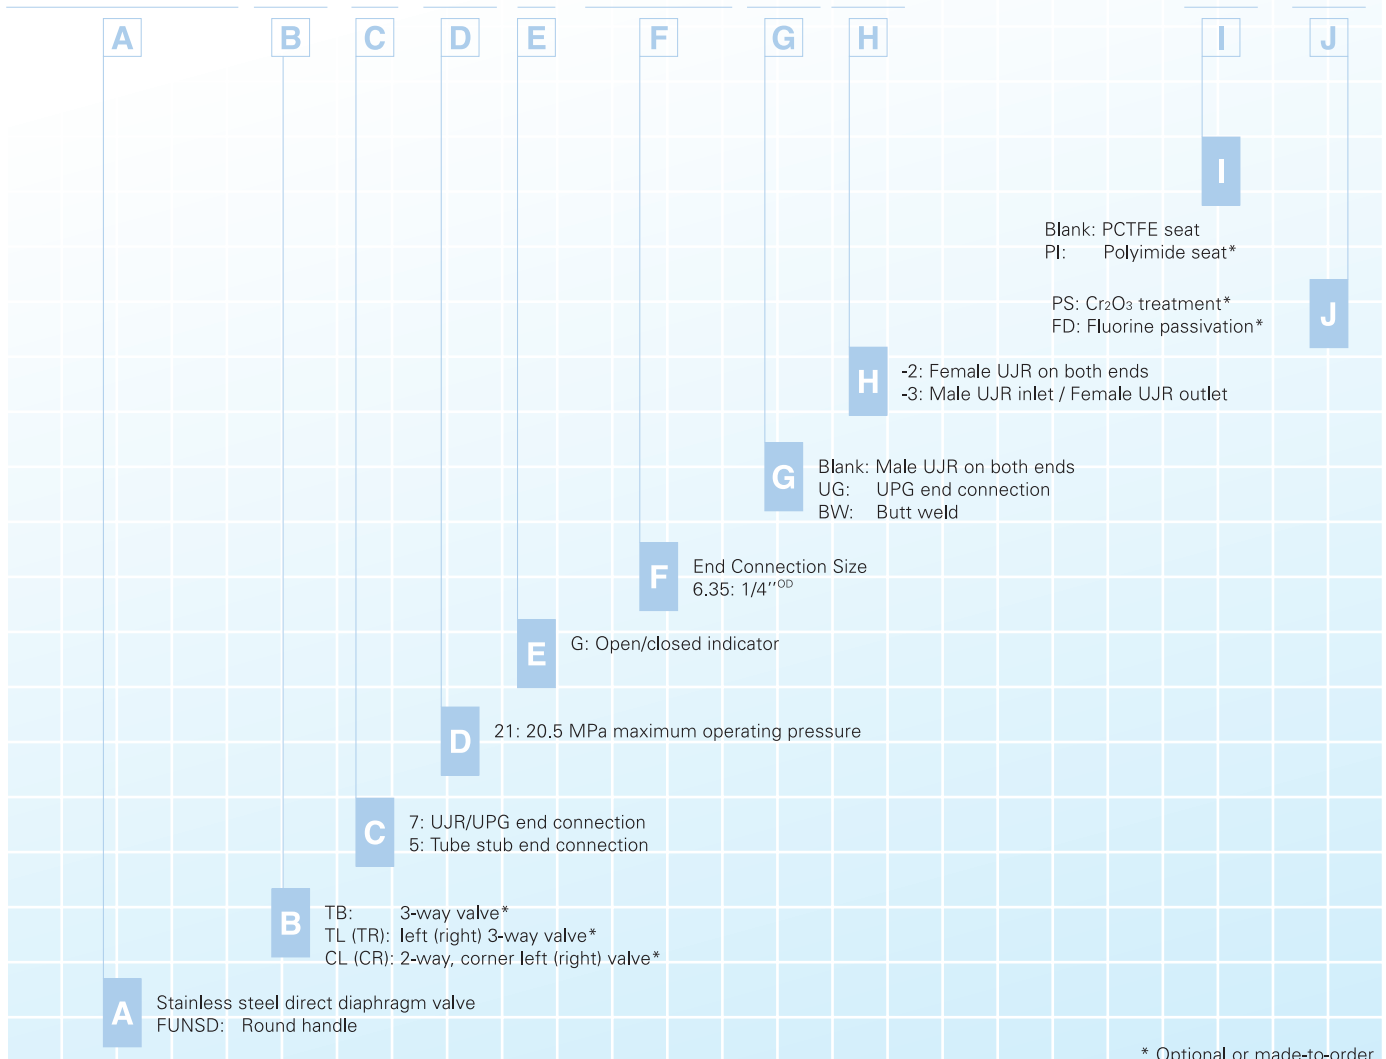 A B C D E F G H I J
I
Blank: PCTFE seat
PI: Polyimide seat*
J
PS: Cr₂O₃ treatment*
FD: Fluorine passivation*
H
-2: Female UJR on both ends
-3: Male UJR inlet / Female UJR outlet
G
Blank: Male UJR on both ends
UG: UPG end connection
BW: Butt weld
F
End Connection Size
6.35: 1/4′′OD
E
G: Open/closed indicator
D
21: 20.5 MPa maximum operating pressure
C
7: UJR/UPG end connection
5: Tube stub end connection
B
TB: 3-way valve*
TL (TR): left (right) 3-way valve*
CL (CR): 2-way, corner left (right) valve*
A
Stainless steel direct diaphragm valve
FUNSD: Round handle
* Optional or made-to-order